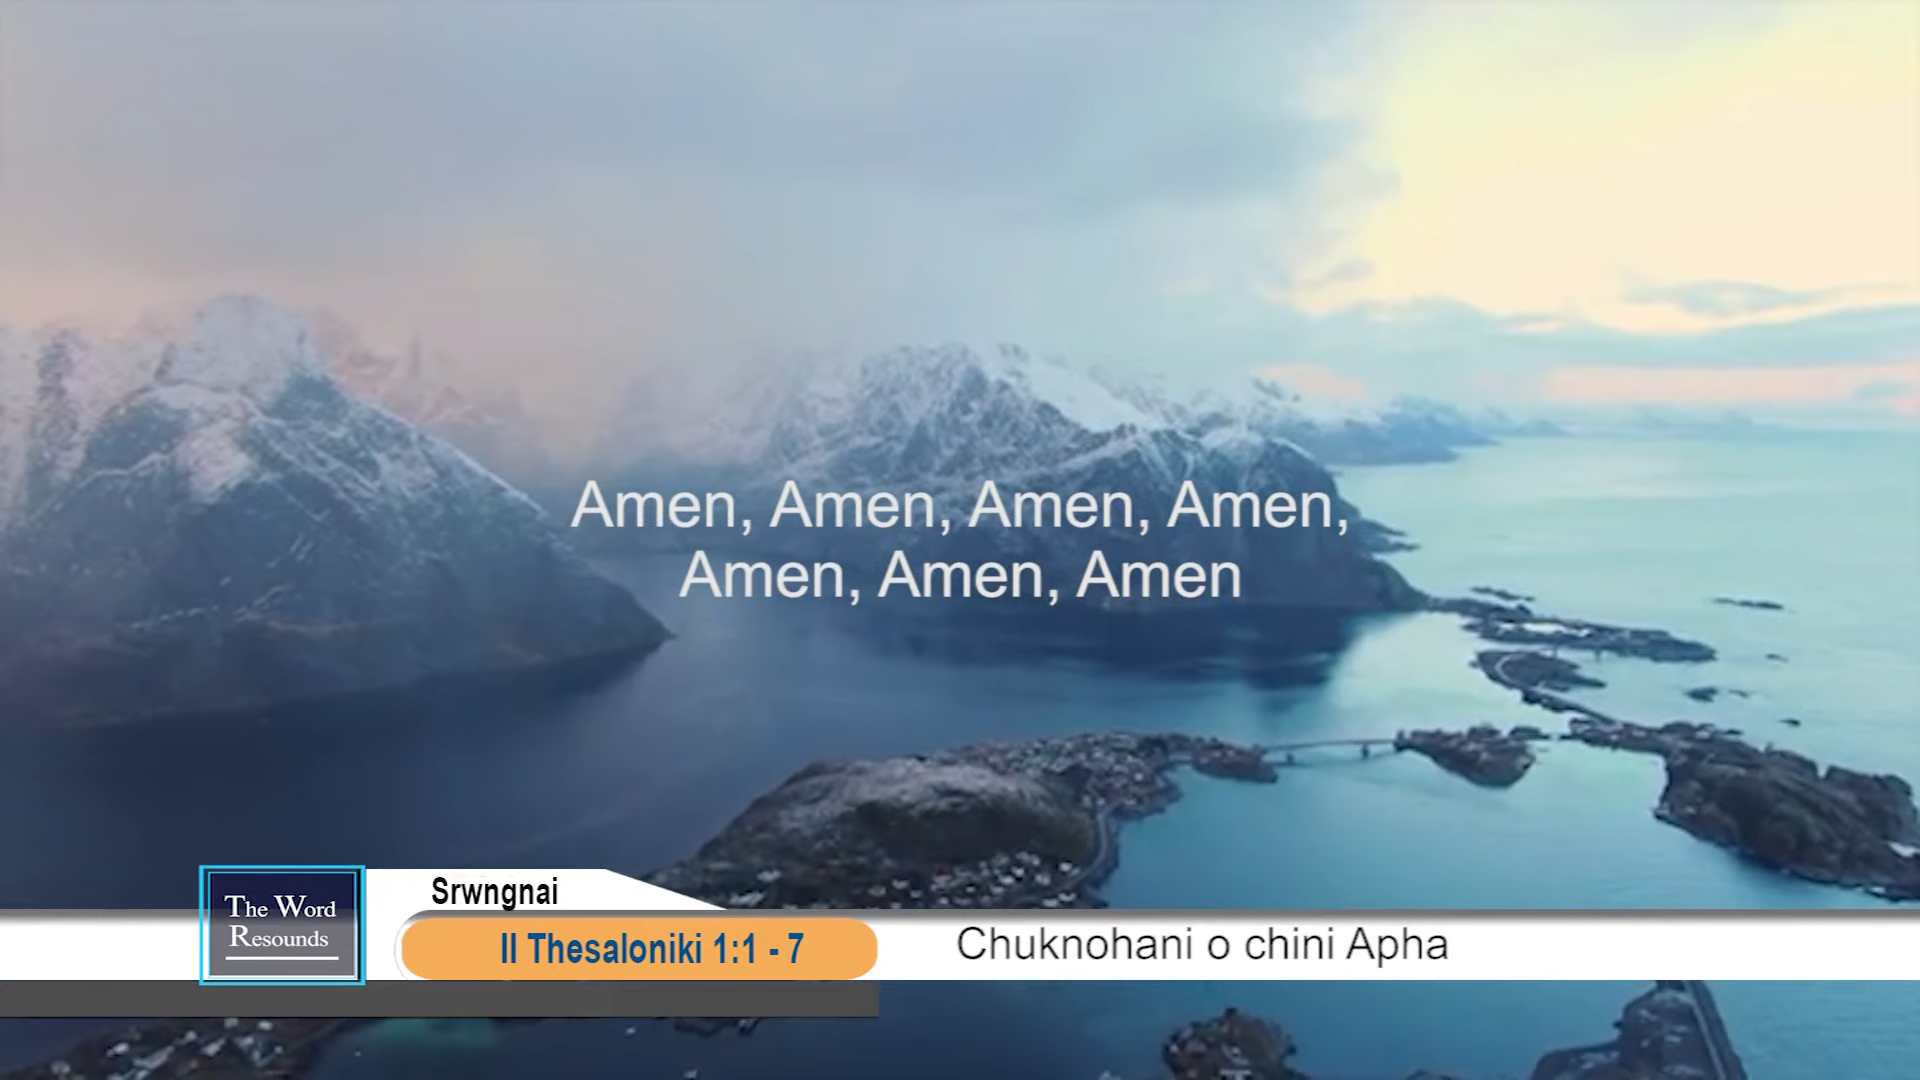 Amen, Amen, Amen, Amen,
Amen, Amen, Amen
The Word
Resounds
Srwngnai
II Thesaloniki 1:1 - 7
Chuknohani o chini Apha